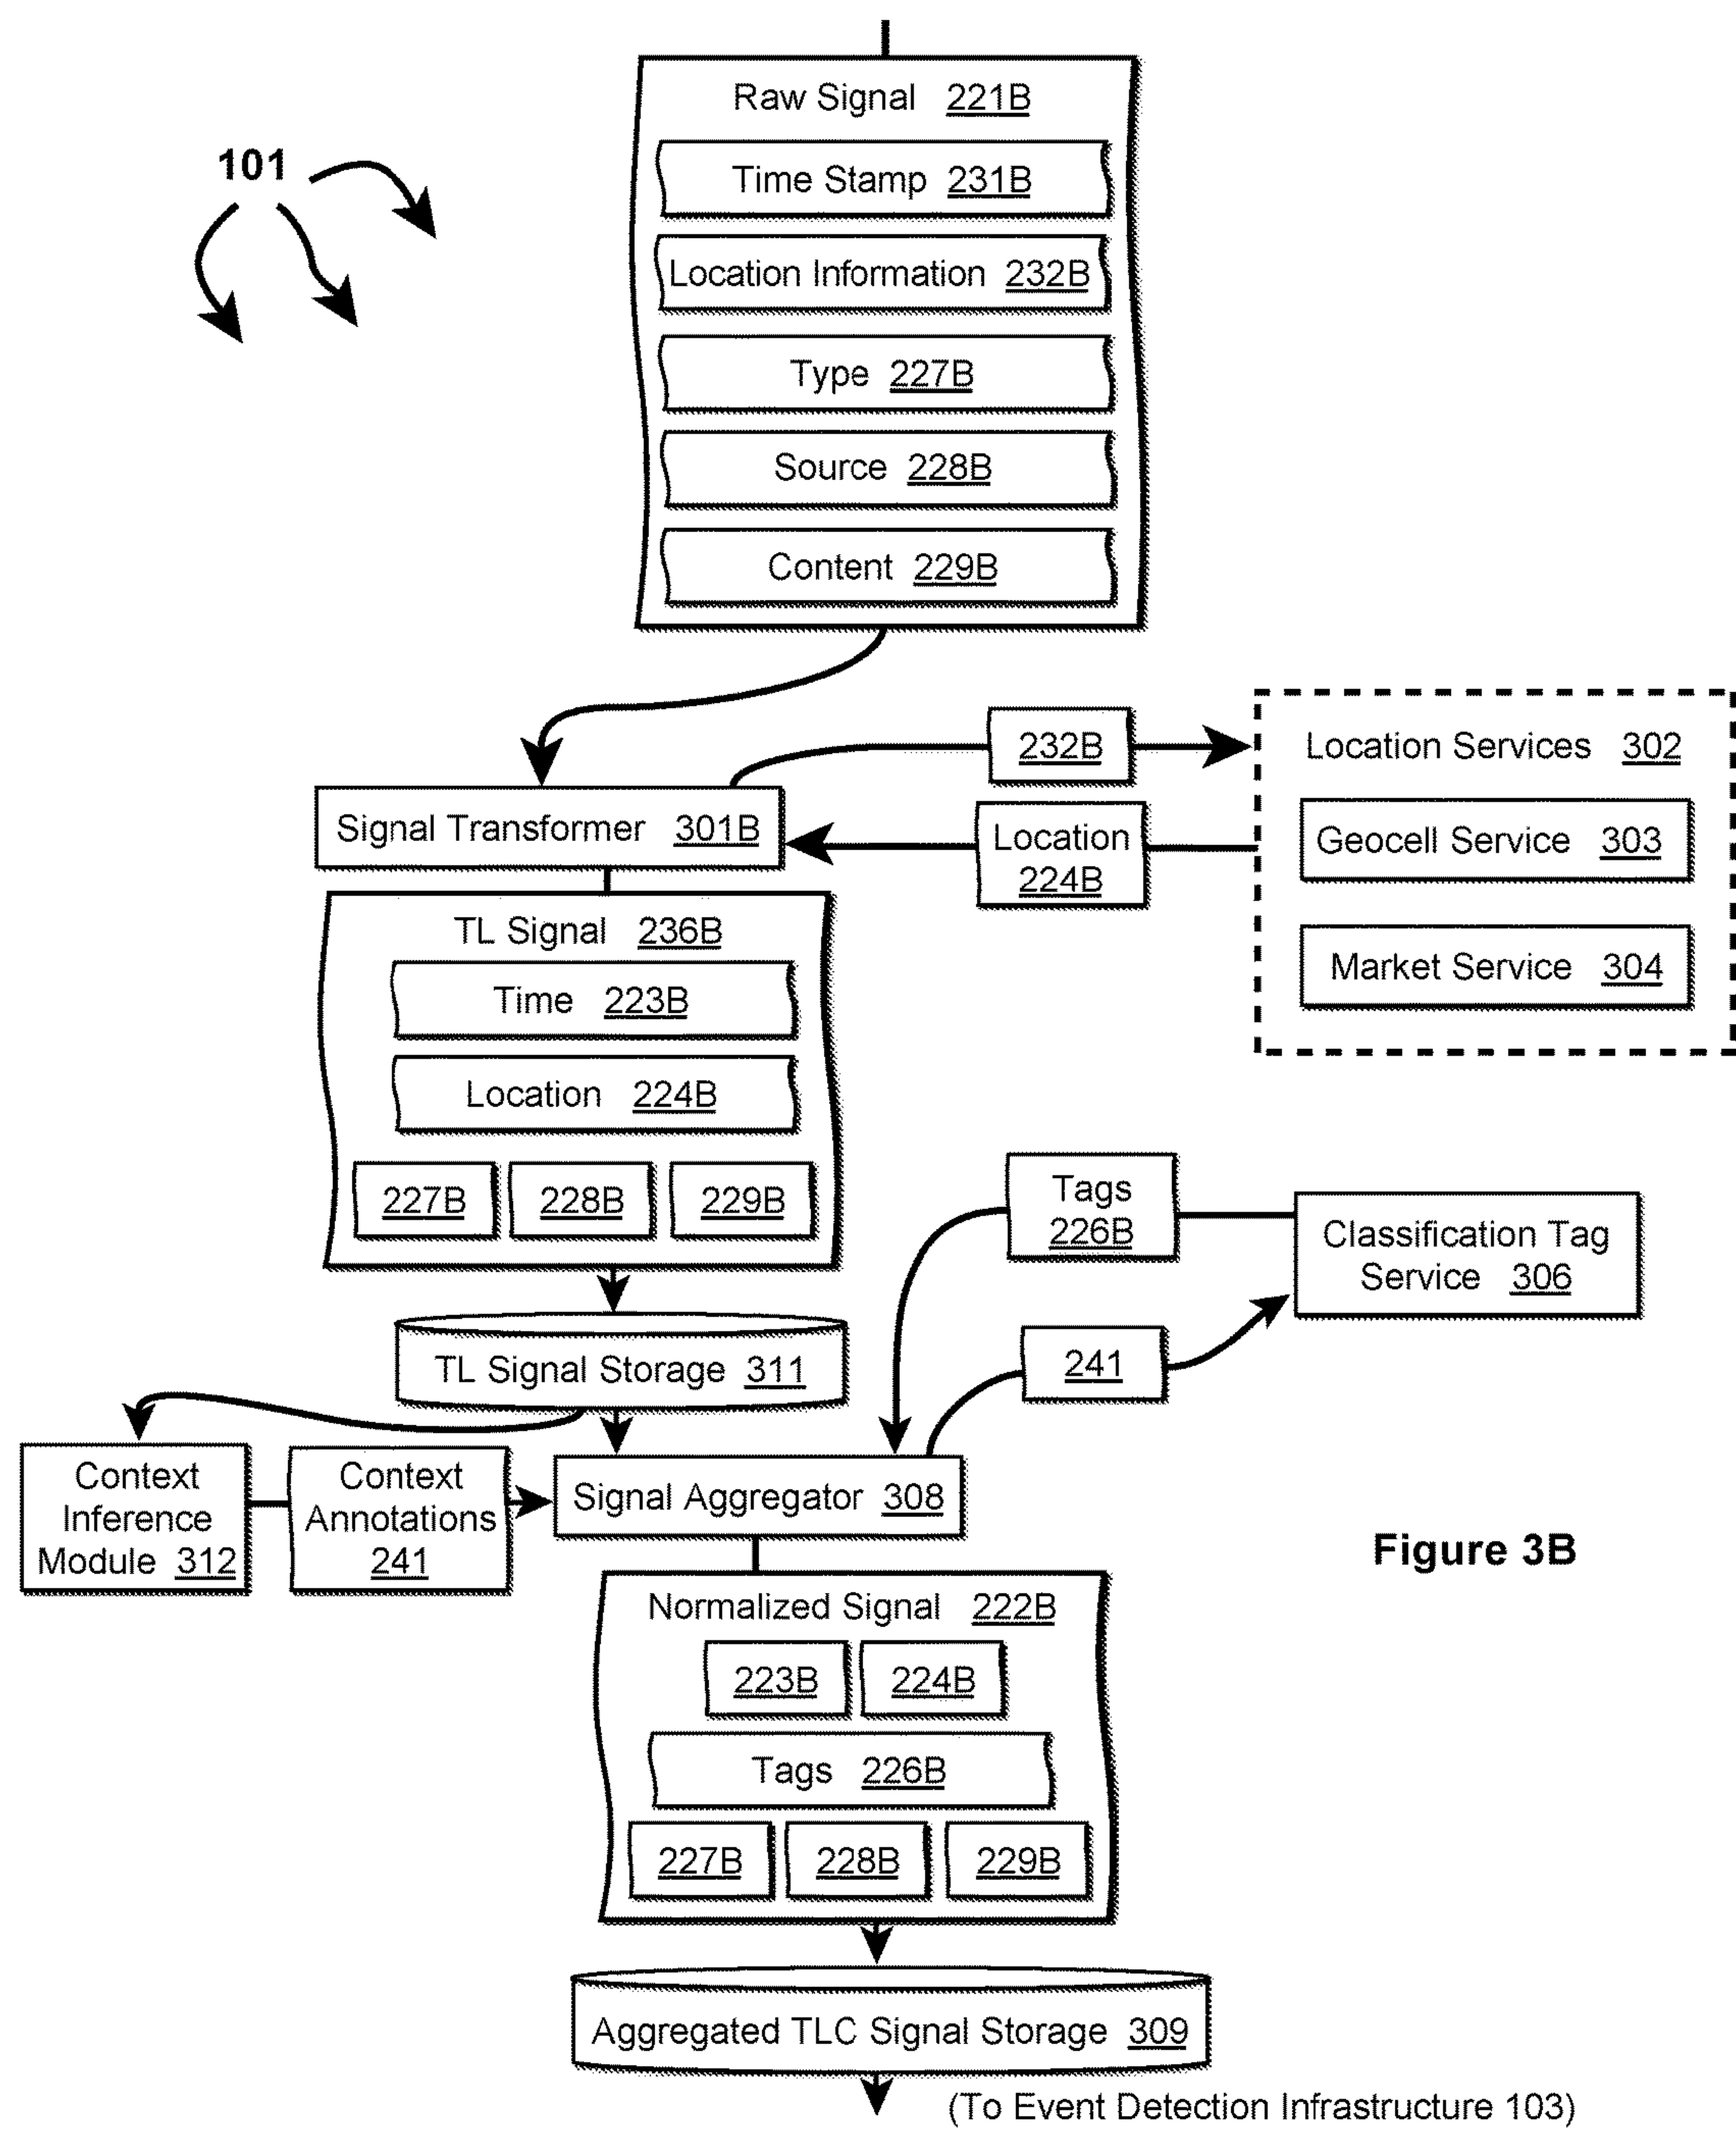 Raw Signal 221B
101
Time Stamp 231B
Location Information 232B
Type 227B
Source 228B
Content 229B
232B
Location Services 302
Signal Transformer 301B
Location
224B
Geocell Service 303
Market Service 304
TL Signal 236B
Time 223B
Location 224B
227B 228B 229B
Tags
226B
Classification Tag
Service 306
TL Signal Storage 311
241
Context
Inference
Module 312
Context
Annotations
241
Signal Aggregator 308
Figure 3B
Normalized Signal 222B
223B 224B
Tags 226B
227B 228B 229B
Aggregated TLC Signal Storage 309
(To Event Detection Infrastructure 103)